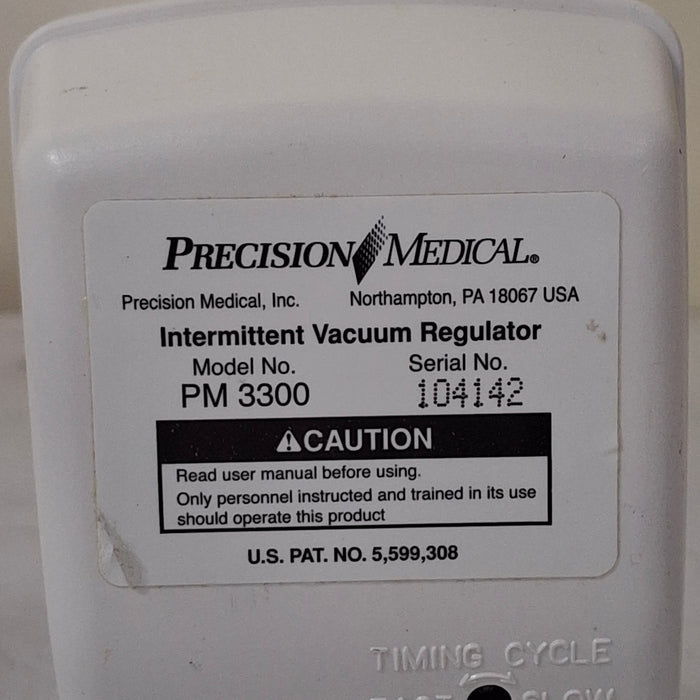 PRECISION MEDICAL®
Precision Medical, Inc. Northampton, PA 18067 USA
Intermittent Vacuum Regulator
Model No. Serial No.
PM 3300 104142
⚠CAUTION
Read user manual before using.
Only personnel instructed and trained in its use
should operate this product
U.S. PAT. NO. 5,599,308
TIMING CYCLE
FAST SLOW